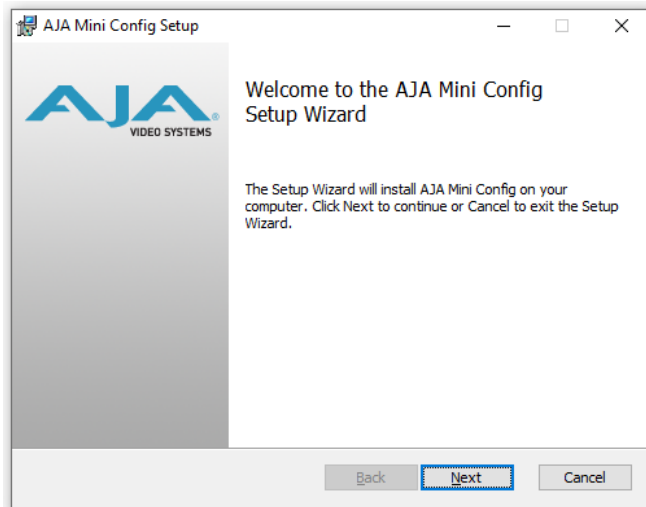 AJA Mini Config Setup
AJA
VIDEO SYSTEMS
Welcome to the AJA Mini Config
Setup Wizard
The Setup Wizard will install AJA Mini Config on your
computer. Click Next to continue or Cancel to exit the Setup
Wizard.
Back
Next
Cancel